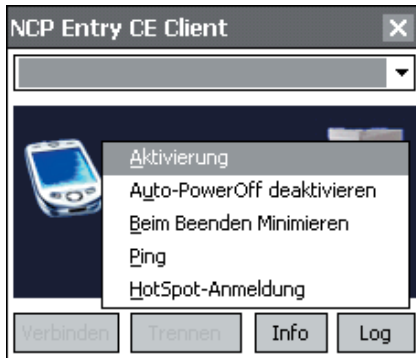 NCP Entry CE Client
Aktivierung
Auto-PowerOff deaktivieren
Beim Beenden Minimieren
Ping
HotSpot-Anmeldung
Verbinden Trennen Info Log